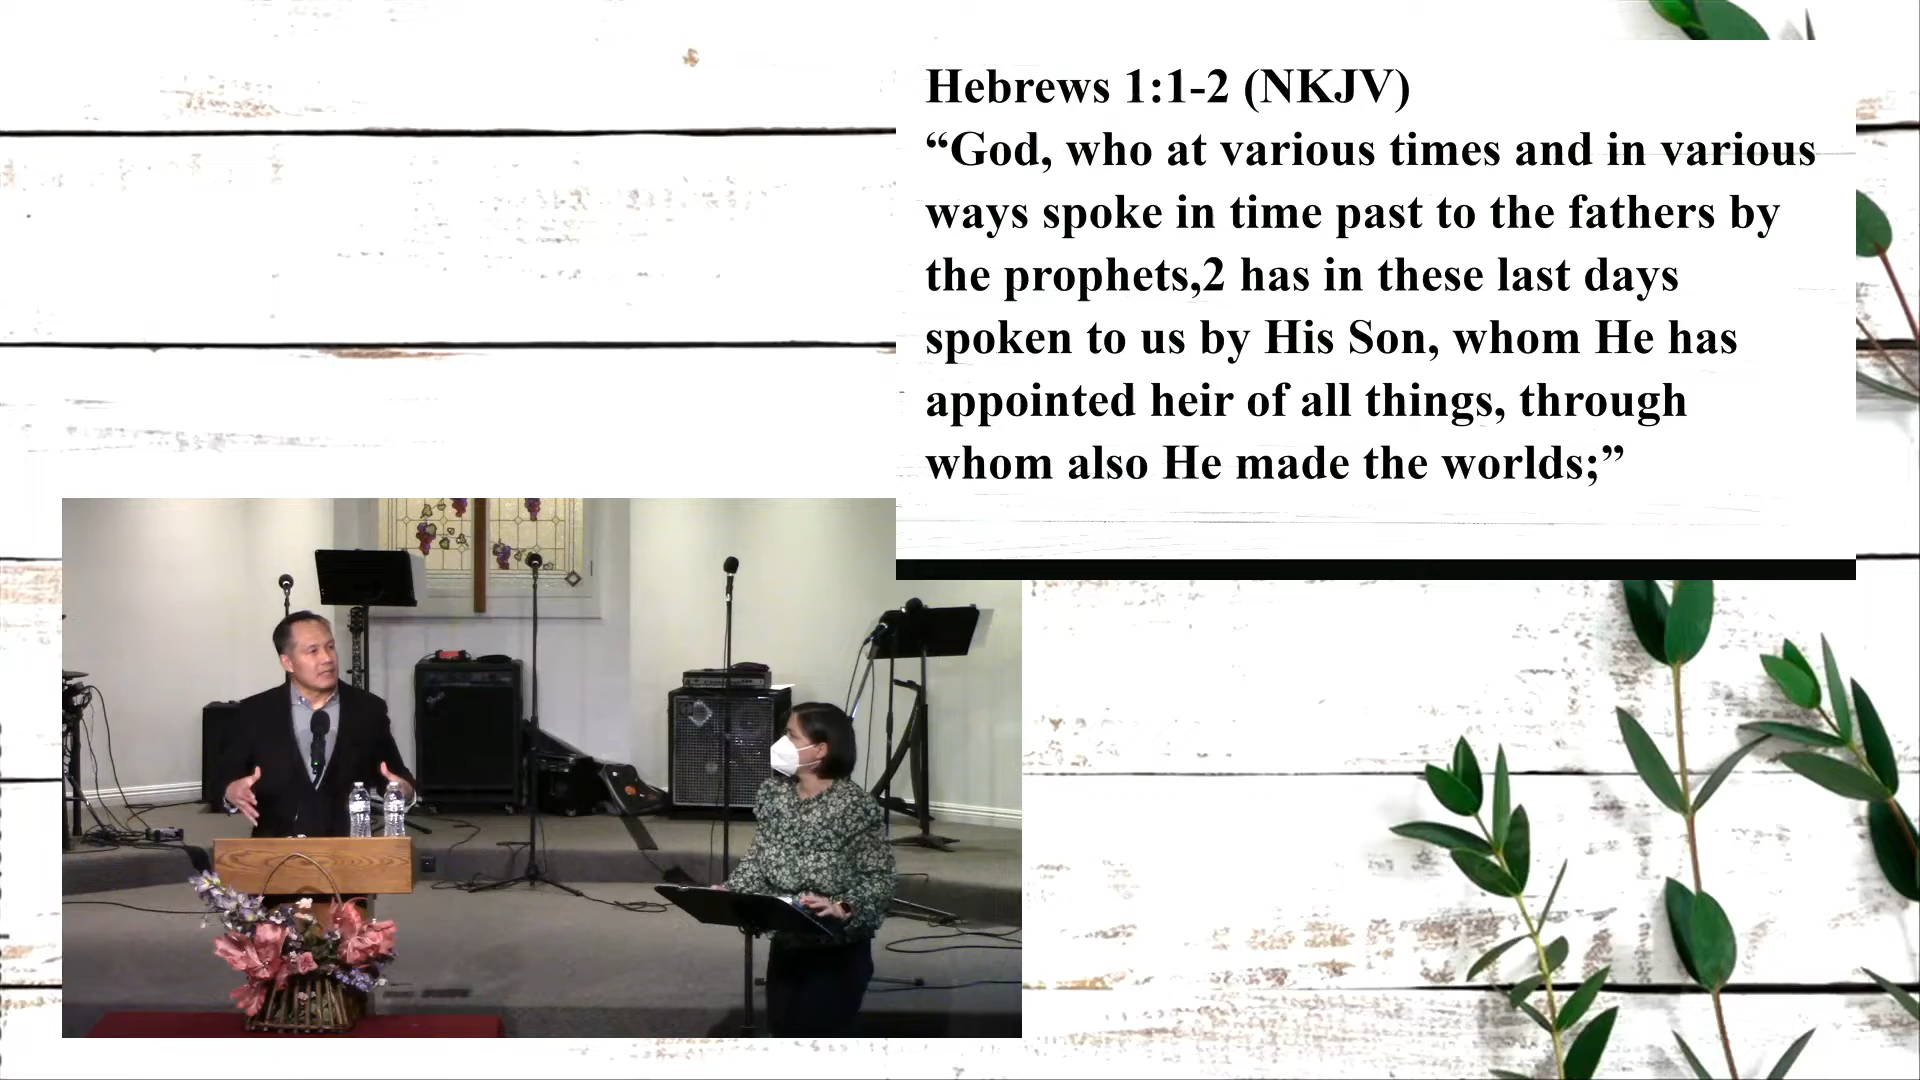 Hebrews 1:1-2 (NKJV)
“God, who at various times and in various
ways spoke in time past to the fathers by
the prophets,2 has in these last days
spoken to us by His Son, whom He has
appointed heir of all things, through
whom also He made the worlds;”